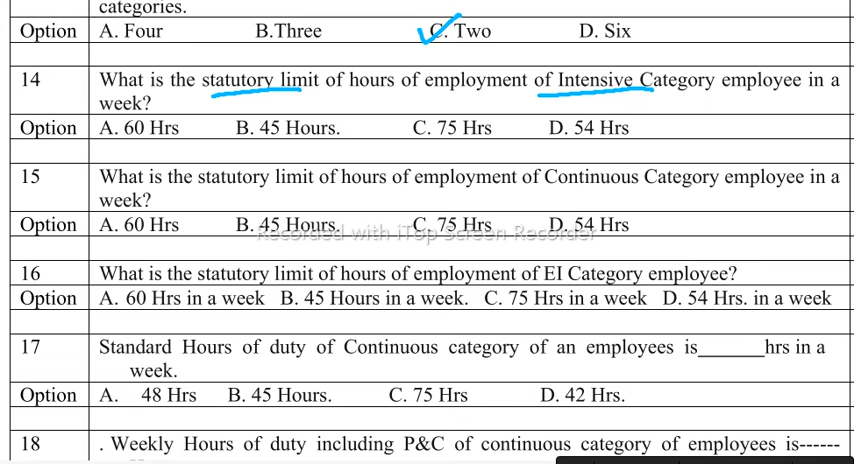 categories.
Option A. Four B.Three C. Two D. Six
14 What is the statutory limit of hours of employment of Intensive Category employee in a
week?
Option A. 60 Hrs B. 45 Hours. C. 75 Hrs D. 54 Hrs
15 What is the statutory limit of hours of employment of Continuous Category employee in a
week?
Option A. 60 Hrs B. 45 Hours. C. 75 Hrs D. 54 Hrs
Recorded with iTop Screen Recorder
16 What is the statutory limit of hours of employment of EI Category employee?
Option A. 60 Hrs in a week B. 45 Hours in a week. C. 75 Hrs in a week D. 54 Hrs. in a week
17 Standard Hours of duty of Continuous category of an employees is______hrs in a
week.
Option A. 48 Hrs B. 45 Hours. C. 75 Hrs D. 42 Hrs.
18 . Weekly Hours of duty including P&C of continuous category of employees is------